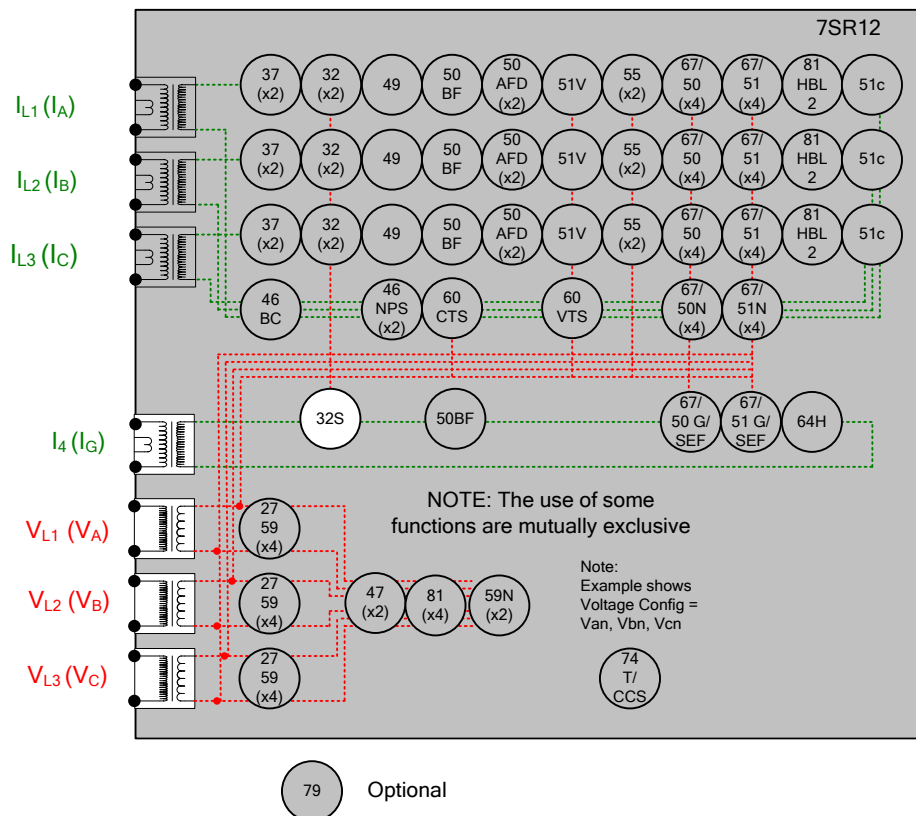 7SR12
IL1 (IA)
37
(x2)
32
(x2)
49
50
BF
50
AFD
(x2)
51V
55
(x2)
67/
50
(x4)
67/
51
(x4)
81
HBL
2
51c
IL2 (IB)
37
(x2)
32
(x2)
49
50
BF
50
AFD
(x2)
51V
55
(x2)
67/
50
(x4)
67/
51
(x4)
81
HBL
2
51c
IL3 (IC)
37
(x2)
32
(x2)
49
50
BF
50
AFD
(x2)
51V
55
(x2)
67/
50
(x4)
67/
51
(x4)
81
HBL
2
51c
46
BC
46
NPS
(x2)
60
CTS
60
VTS
67/
50N
(x4)
67/
51N
(x4)
I4 (IG)
32S
50BF
67/
50 G/
SEF
67/
51 G/
SEF
64H
VL1 (VA)
27
59
(x4)
NOTE: The use of some
functions are mutually exclusive
VL2 (VB)
27
59
(x4)
47
(x2)
81
(x4)
59N
(x2)
Note:
Example shows
Voltage Config =
Van, Vbn, Vcn
VL3 (VC)
27
59
(x4)
74
T/
CCS
79
Optional